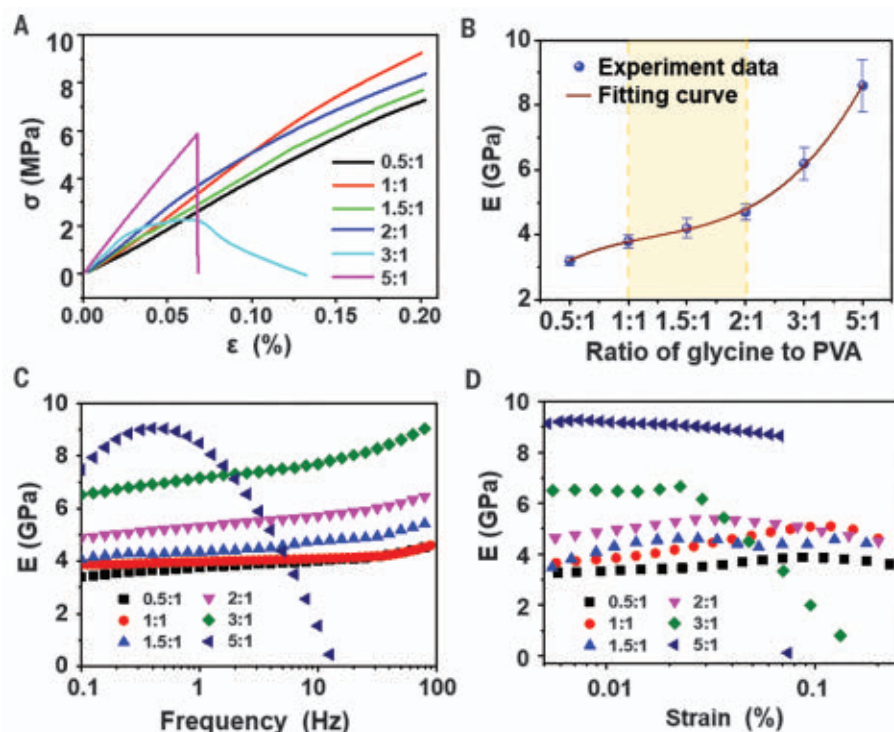 A
σ (MPa)
10
8
6
4
2
0
0.5:1
1:1
1.5:1
2:1
3:1
5:1
0.00 0.05 0.10 0.15 0.20
ε (%)
B
E (GPa)
10
8
6
4
2
Experiment data
Fitting curve
0.5:1 1:1 1.5:1 2:1 3:1 5:1
Ratio of glycine to PVA
C
E (GPa)
10
8
6
4
2
0
0.5:1 2:1
1:1 3:1
1.5:1 5:1
0.1 1 10 100
Frequency (Hz)
D
E (GPa)
10
8
6
4
2
0
0.5:1 2:1
1:1 3:1
1.5:1 5:1
0.01 0.1
Strain (%)